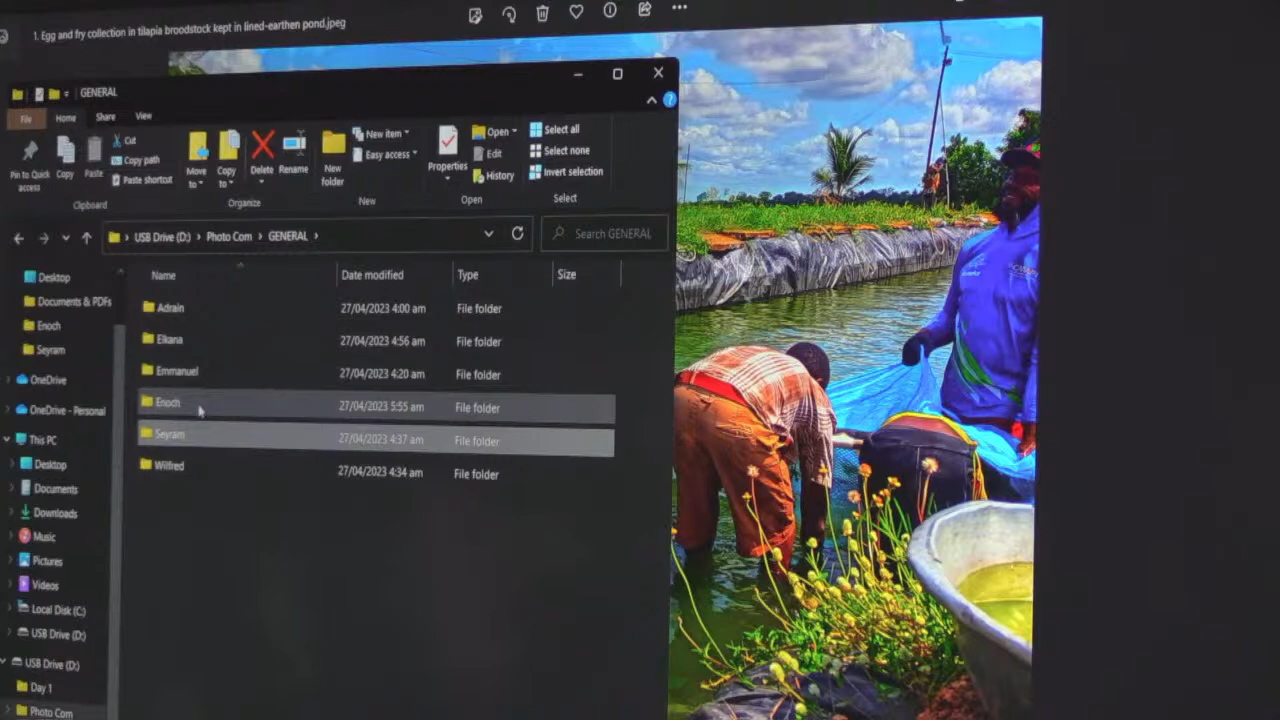 1. Egg and fry collection in tilapia broodstock kept in lined-earthen pond.jpeg
GENERAL
File Home Share View
Pin to Quick access
Copy
Paste
Cut
Copy path
Paste shortcut
Clipboard
Move to
Copy to
Delete
Rename
Organize
New folder
New item
Easy access
New
Properties
Open
Edit
History
Open
Select all
Select none
Invert selection
Select
USB Drive (D:) › Photo Com › GENERAL ›
Search GENERAL
Name Date modified Type Size
Adrain 27/04/2023 4:00 am File folder
Elkana 27/04/2023 4:56 am File folder
Emmanuel 27/04/2023 4:20 am File folder
Enoch 27/04/2023 5:55 am File folder
Seyram 27/04/2023 4:37 am File folder
Wilfred 27/04/2023 4:34 am File folder
Desktop
Documents & PDFs
Enoch
Seyram
OneDrive
OneDrive - Personal
This PC
Desktop
Documents
Downloads
Music
Pictures
Videos
Local Disk (C:)
USB Drive (D:)
USB Drive (D:)
Day 1
Photo Com